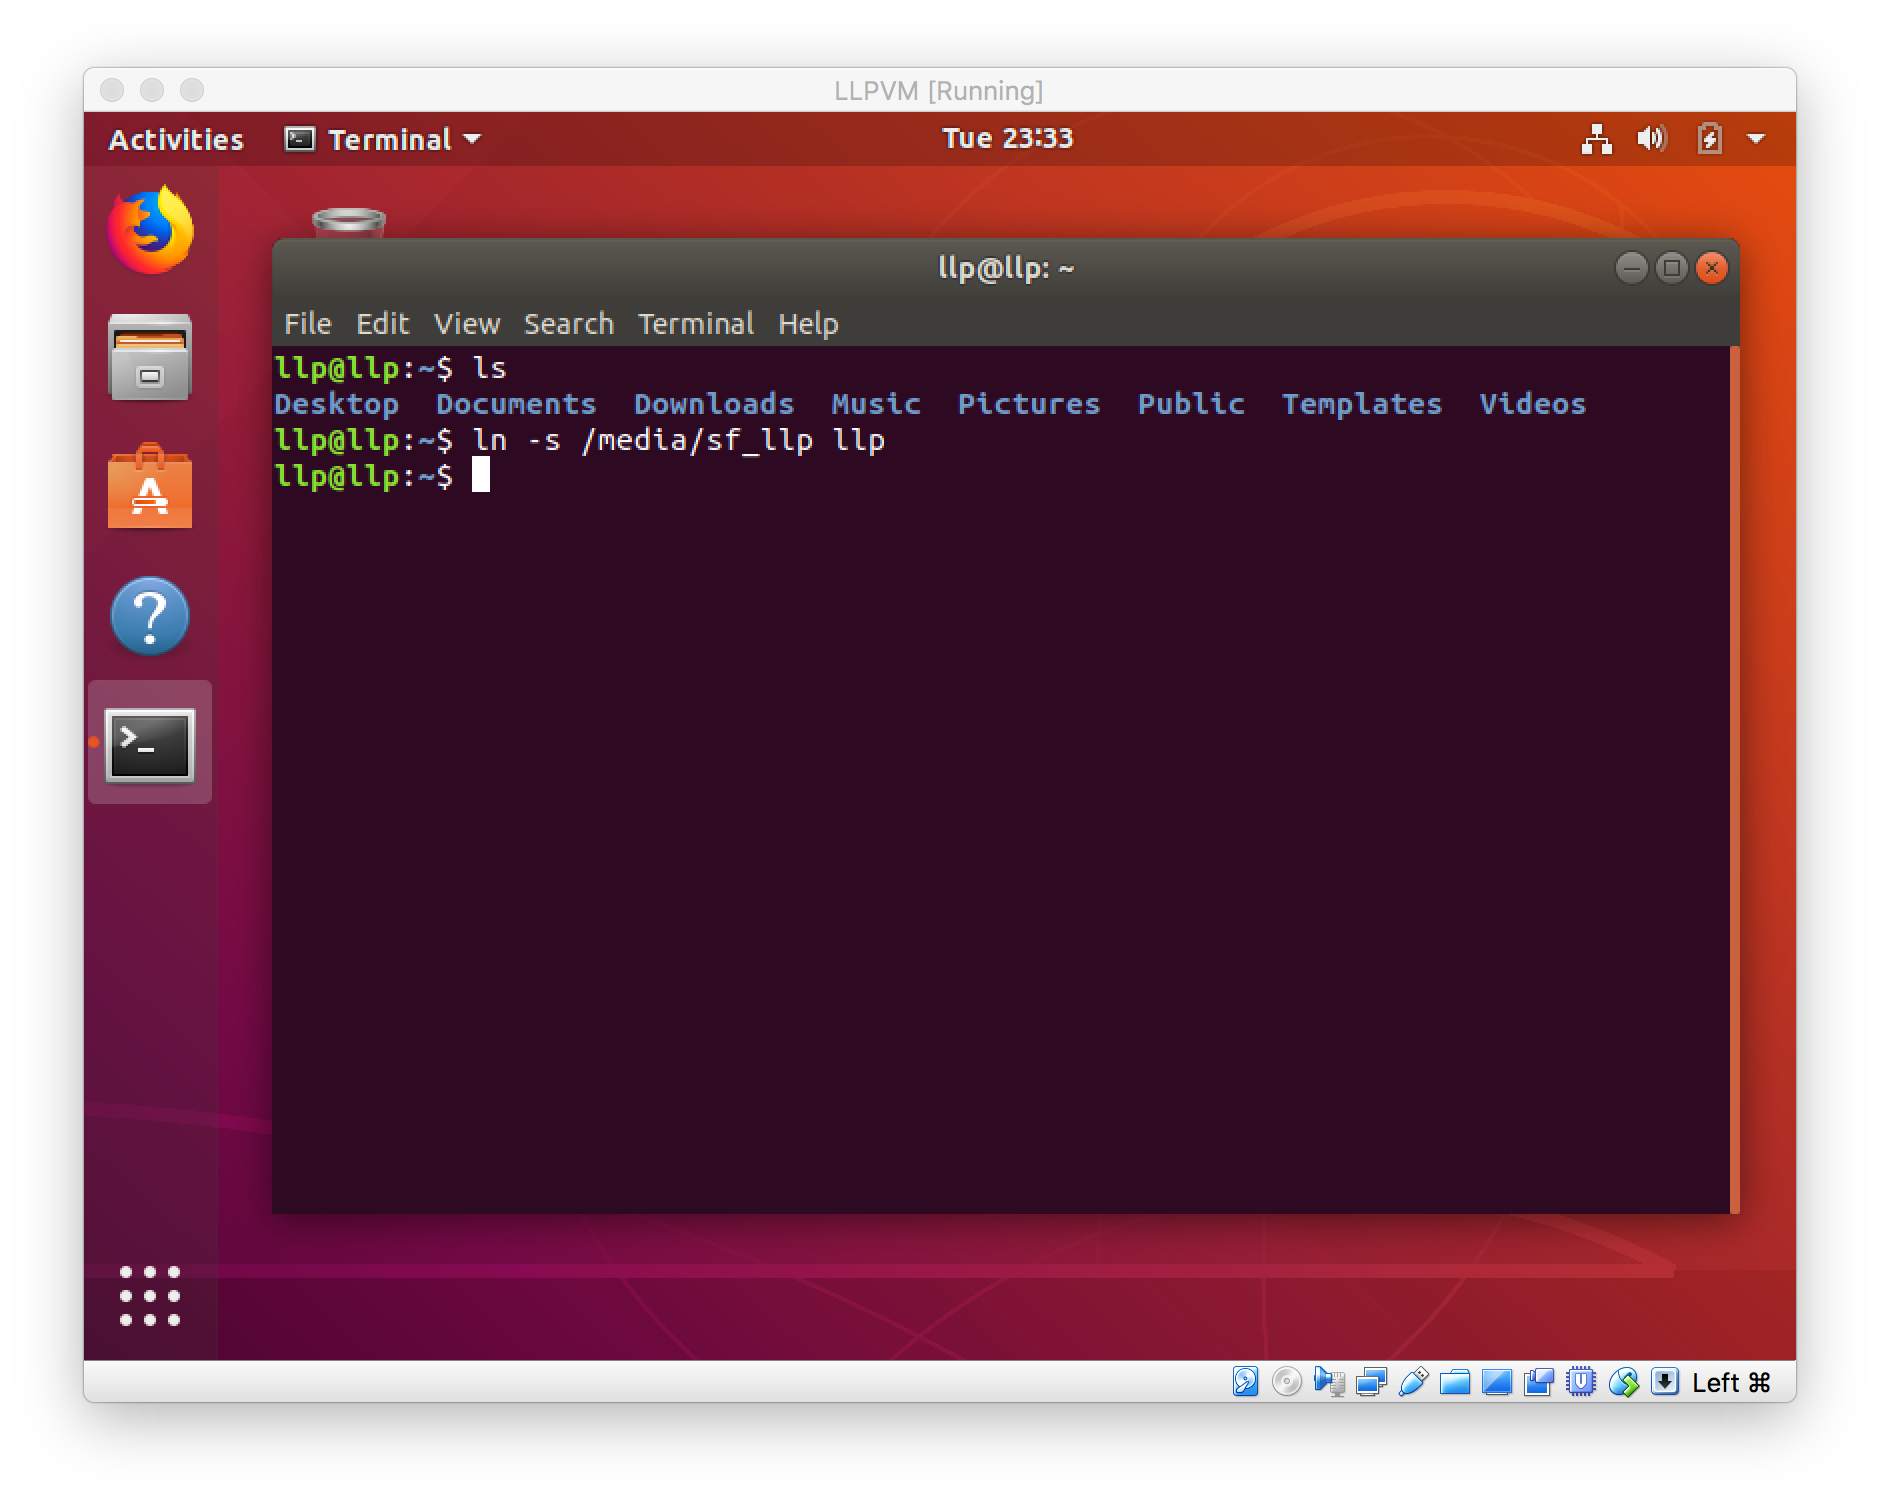 LLPVM [Running]
Activities Terminal Tue 23:33
llp@llp: ~
File Edit View Search Terminal Help
llp@llp:~$ ls
Desktop Documents Downloads Music Pictures Public Templates Videos
llp@llp:~$ ln -s /media/sf_llp llp
llp@llp:~$
Left ⌘